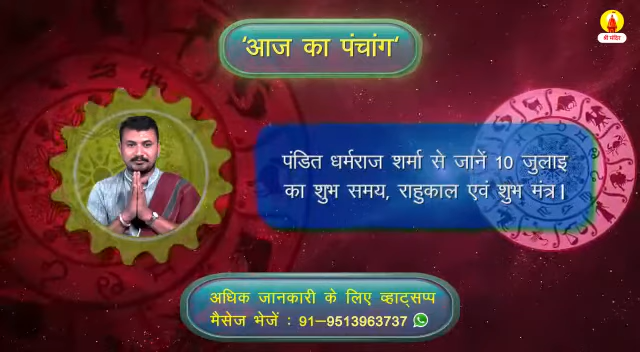 'आज का पंचांग'
श्री मंदिर
पंडित धर्मराज शर्मा से जानें 10 जुलाइ
का शुभ समय, राहुकाल एवं शुभ मंत्र।
अधिक जानकारी के लिए व्हाट्सप्प
मैसेज भेजें : 91–9513963737